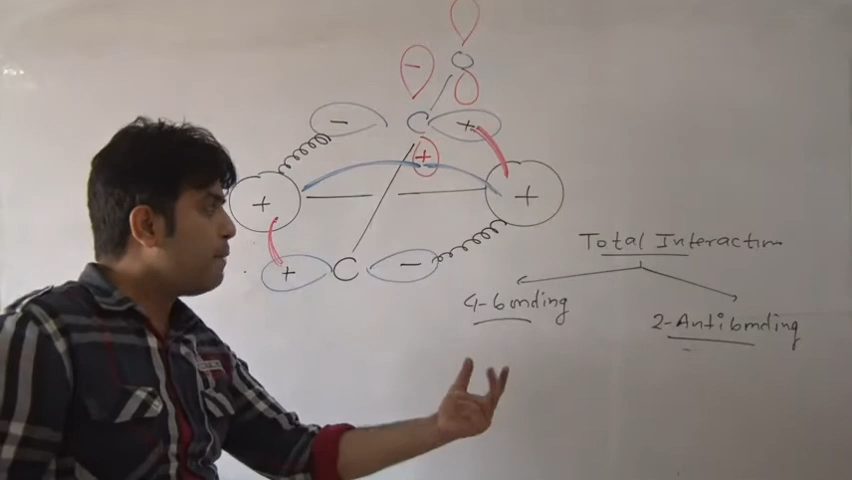 O
-
- C +
+
+ +
+ C -
Total Interaction
4-bonding
2-Antibonding